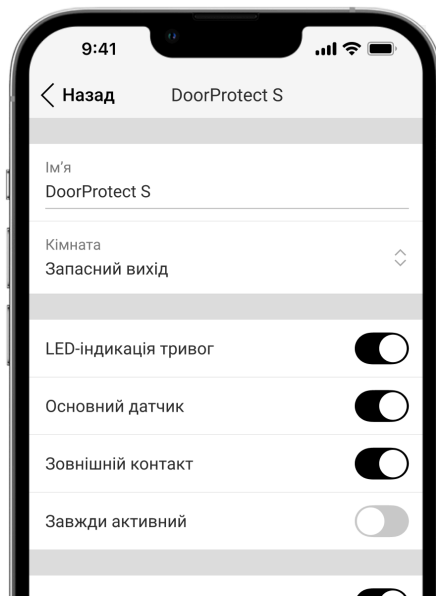 9:41
Назад
DoorProtect S
Ім’я
DoorProtect S
Кімната
Запасний вихід
LED-індикація тривог
Основний датчик
Зовнішній контакт
Завжди активний